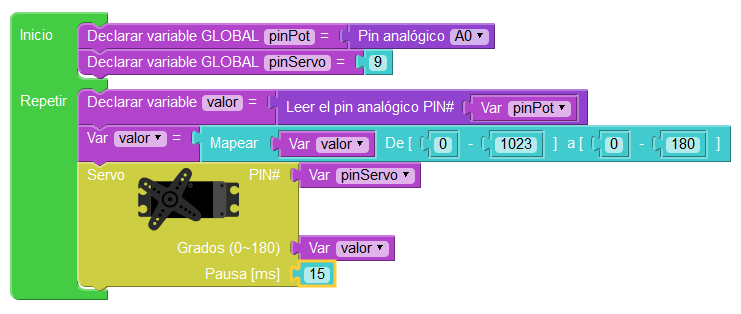 Inicio Declarar variable GLOBAL pinPot = Pin analógico A0
Declarar variable GLOBAL pinServo = 9
Repetir Declarar variable valor = Leer el pin analógico PIN# Var pinPot
Var valor = Mapear Var valor De [ 0 - 1023 ] a [ 0 - 180 ]
Servo PIN# Var pinServo
Grados (0~180) Var valor
Pausa [ms] 15